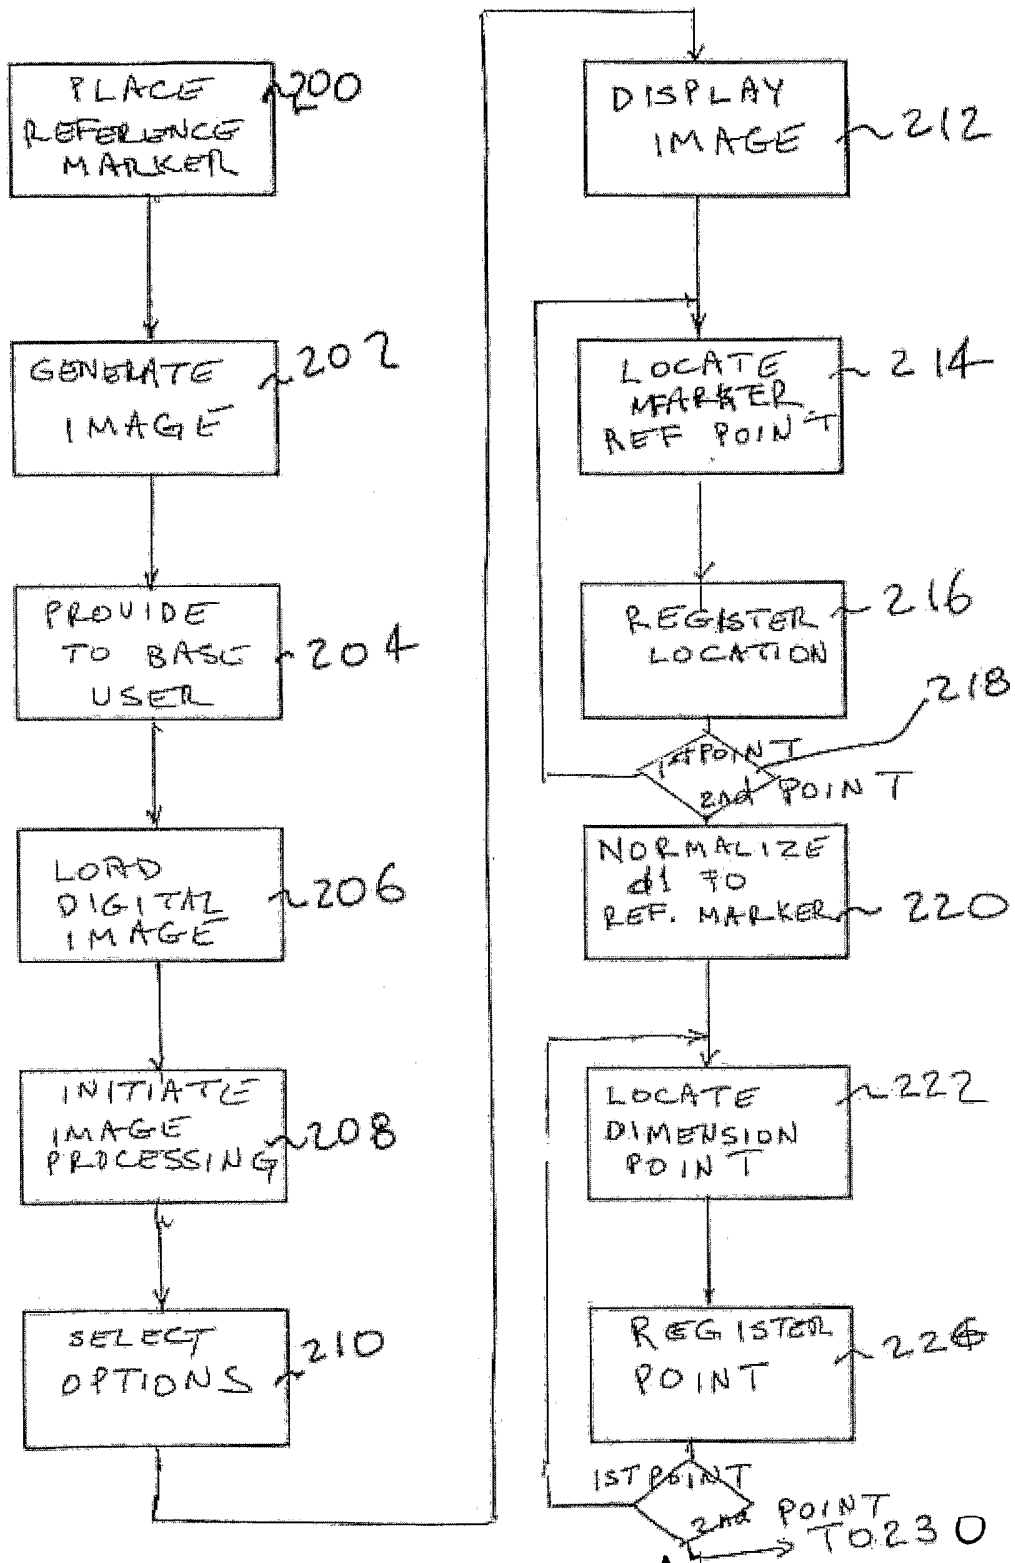 PLACE
REFERENCE
MARKER
200
GENERATE
IMAGE
202
PROVIDE
TO BASE
USER
204
LOAD
DIGITAL
IMAGE
206
INITIATE
IMAGE
PROCESSING
208
SELECT
OPTIONS
210
DISPLAY
IMAGE
212
LOCATE
MARKER
REF POINT
214
REGISTER
LOCATION
216
218
1st POINT
2nd POINT
NORMALIZE
d1 TO
REF. MARKER
220
LOCATE
DIMENSION
POINT
222
REGISTER
POINT
1ST POINT
2nd POINT
TO 230